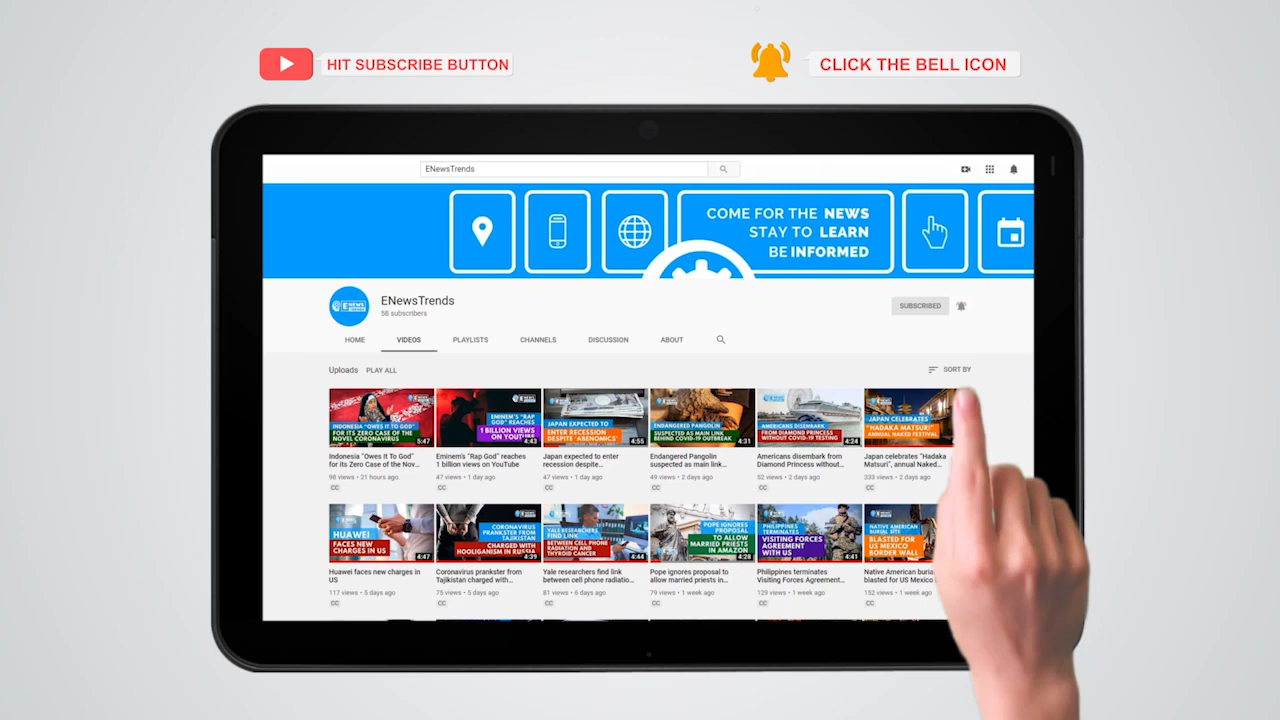 HIT SUBSCRIBE BUTTON
CLICK THE BELL ICON
ENewsTrends
COME FOR THE NEWS
STAY TO LEARN
BE INFORMED
ENEWS
ENewsTrends
58 subscribers
SUBSCRIBED
HOME VIDEOS PLAYLISTS CHANNELS DISCUSSION ABOUT
Uploads PLAY ALL
SORT BY
INDONESIA "OWES IT TO GOD"
FOR ITS ZERO CASE OF THE
NOVEL CORONAVIRUS
5:47
EMINEM'S "RAP
GOD" REACHES
1 BILLION VIEWS
ON YOUTUBE
4:43
JAPAN EXPECTED TO
ENTER RECESSION
DESPITE 'ABENOMICS'
4:55
ENDANGERED PANGOLIN
SUSPECTED AS MAIN LINK
BEHIND COVID-19 OUTBREAK
4:31
AMERICANS DISEMBARK
FROM DIAMOND PRINCESS
WITHOUT COVID-19 TESTING
4:24
JAPAN CELEBRATES
"HADAKA MATSURI"
ANNUAL NAKED FESTIVAL
Indonesia "Owes It To God"
for its Zero Case of the Nov...
98 views • 21 hours ago
CC
Eminem's "Rap God" reaches
1 billion views on YouTube
47 views • 1 day ago
CC
Japan expected to enter
recession despite...
47 views • 1 day ago
CC
Endangered Pangolin
suspected as main link...
49 views • 2 days ago
CC
Americans disembark from
Diamond Princess without...
52 views • 2 days ago
CC
Japan celebrates "Hadaka
Matsuri", annual Naked...
333 views • 2 days ago
CC
HUAWEI
FACES NEW
CHARGES IN US
4:47
CORONAVIRUS
PRANKSTER FROM
TAJIKISTAN
CHARGED WITH
HOOLIGANISM IN RUSSIA
4:39
YALE RESEARCHERS
FIND LINK
BETWEEN CELL PHONE
RADIATION AND
THYROID CANCER
4:44
POPE IGNORES
PROPOSAL
TO ALLOW
MARRIED PRIESTS
IN AMAZON
4:28
PHILIPPINES
TERMINATES
VISITING FORCES
AGREEMENT
WITH US
4:41
NATIVE AMERICAN
BURIAL SITE
BLASTED FOR
US MEXICO
BORDER WALL
Huawei faces new charges in
US
117 views • 5 days ago
CC
Coronavirus prankster from
Tajikistan charged with...
75 views • 5 days ago
CC
Yale researchers find link
between cell phone radiatio...
81 views • 6 days ago
CC
Pope ignores proposal to
allow married priests in...
79 views • 1 week ago
CC
Philippines terminates
Visiting Forces Agreement...
129 views • 1 week ago
CC
Native American buria
blasted for US Mexico
152 views • 1 week ago
CC